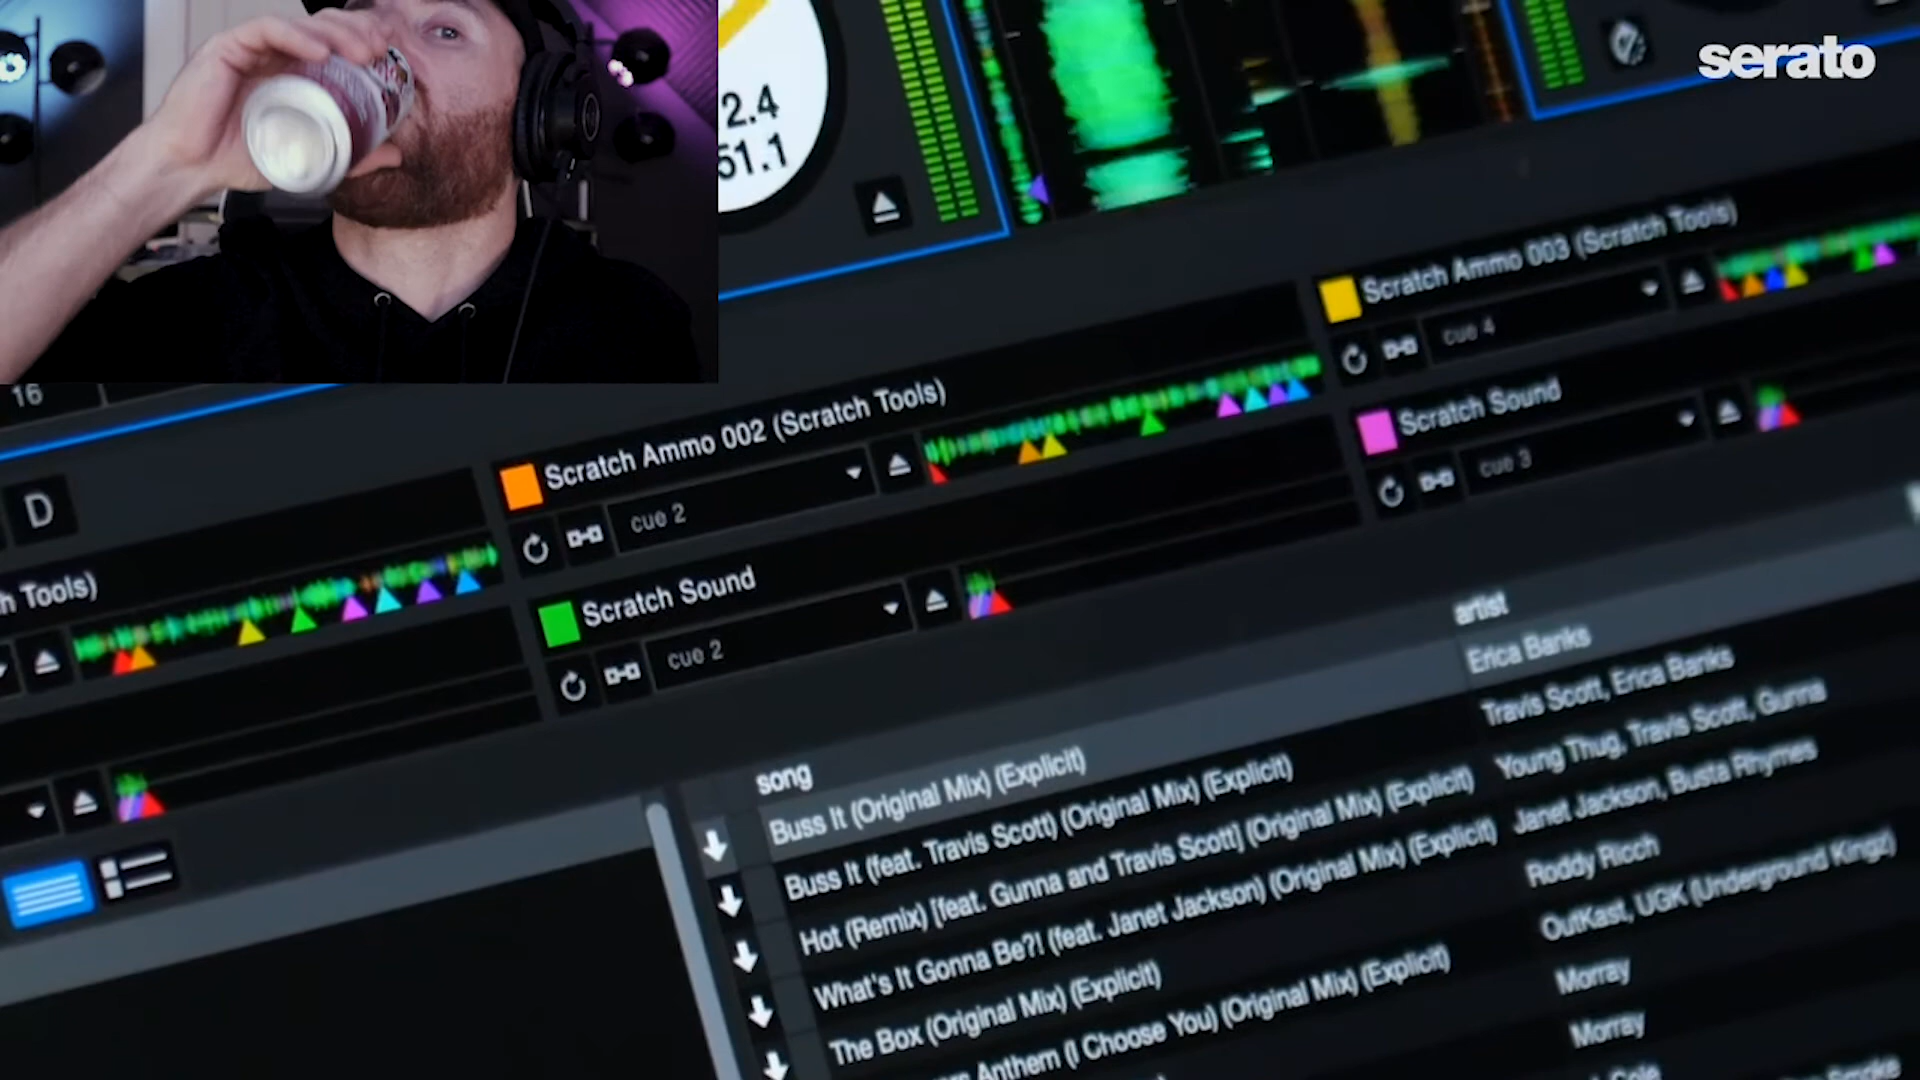 serato
2.4
51.1
16
D
Scratch Ammo 003 (Scratch Tools)
cue 4
Scratch Ammo 002 (Scratch Tools)
cue 2
Scratch Sound
cue 3
Tools)
Scratch Sound
cue 2
song
artist
Buss It (Original Mix) (Explicit)
Erica Banks
Buss It (feat. Travis Scott) (Original Mix) (Explicit)
Travis Scott, Erica Banks
Hot (Remix) [feat. Gunna and Travis Scott] (Original Mix) (Explicit)
Young Thug, Travis Scott, Gunna
What's It Gonna Be?! (feat. Janet Jackson) (Original Mix) (Explicit)
Janet Jackson, Busta Rhymes
The Box (Original Mix) (Explicit)
Roddy Ricch
Anthem (I Choose You) (Original Mix) (Explicit)
OutKast, UGK (Underground Kingz)
Morray
Morray